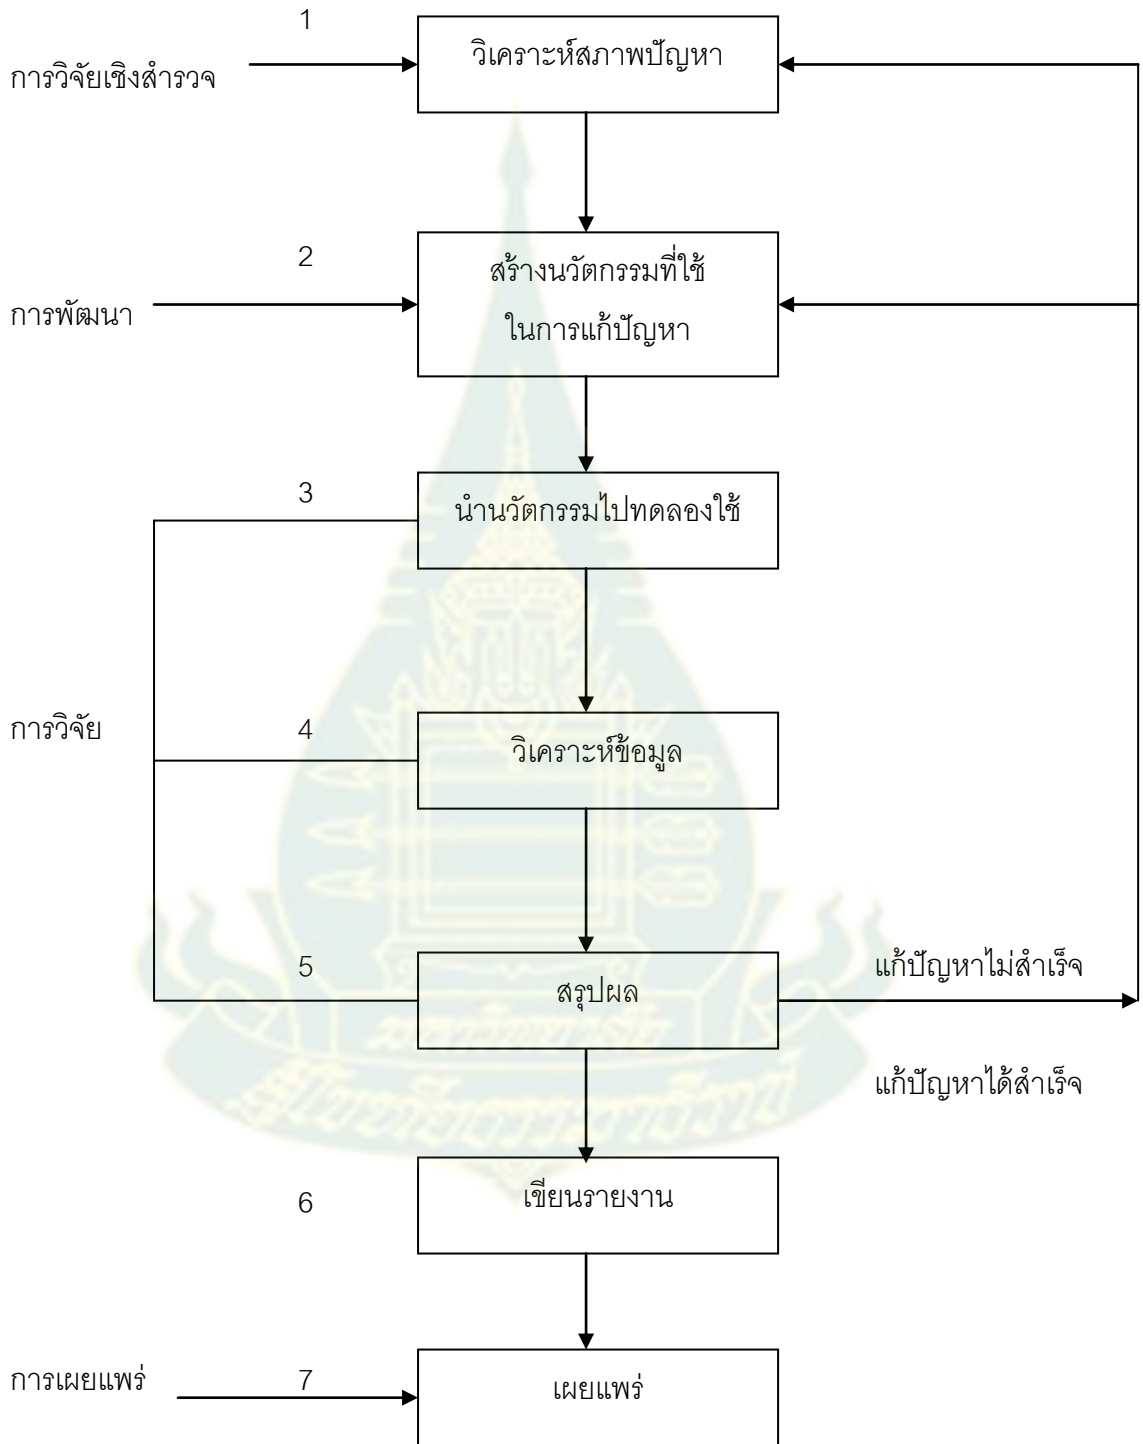 1
วิเคราะห์สภาพปัญหา
การวิจัยเชิงสำรวจ
2
สร้างนวัตกรรมที่ใช้
ในการแก้ปัญหา
การพัฒนา
3
นำนวัตกรรมไปทดลองใช้
การวิจัย
4
วิเคราะห์ข้อมูล
5
สรุปผล
แก้ปัญหาไม่สำเร็จ
แก้ปัญหาได้สำเร็จ
6
เขียนรายงาน
การเผยแพร่
7
เผยแพร่